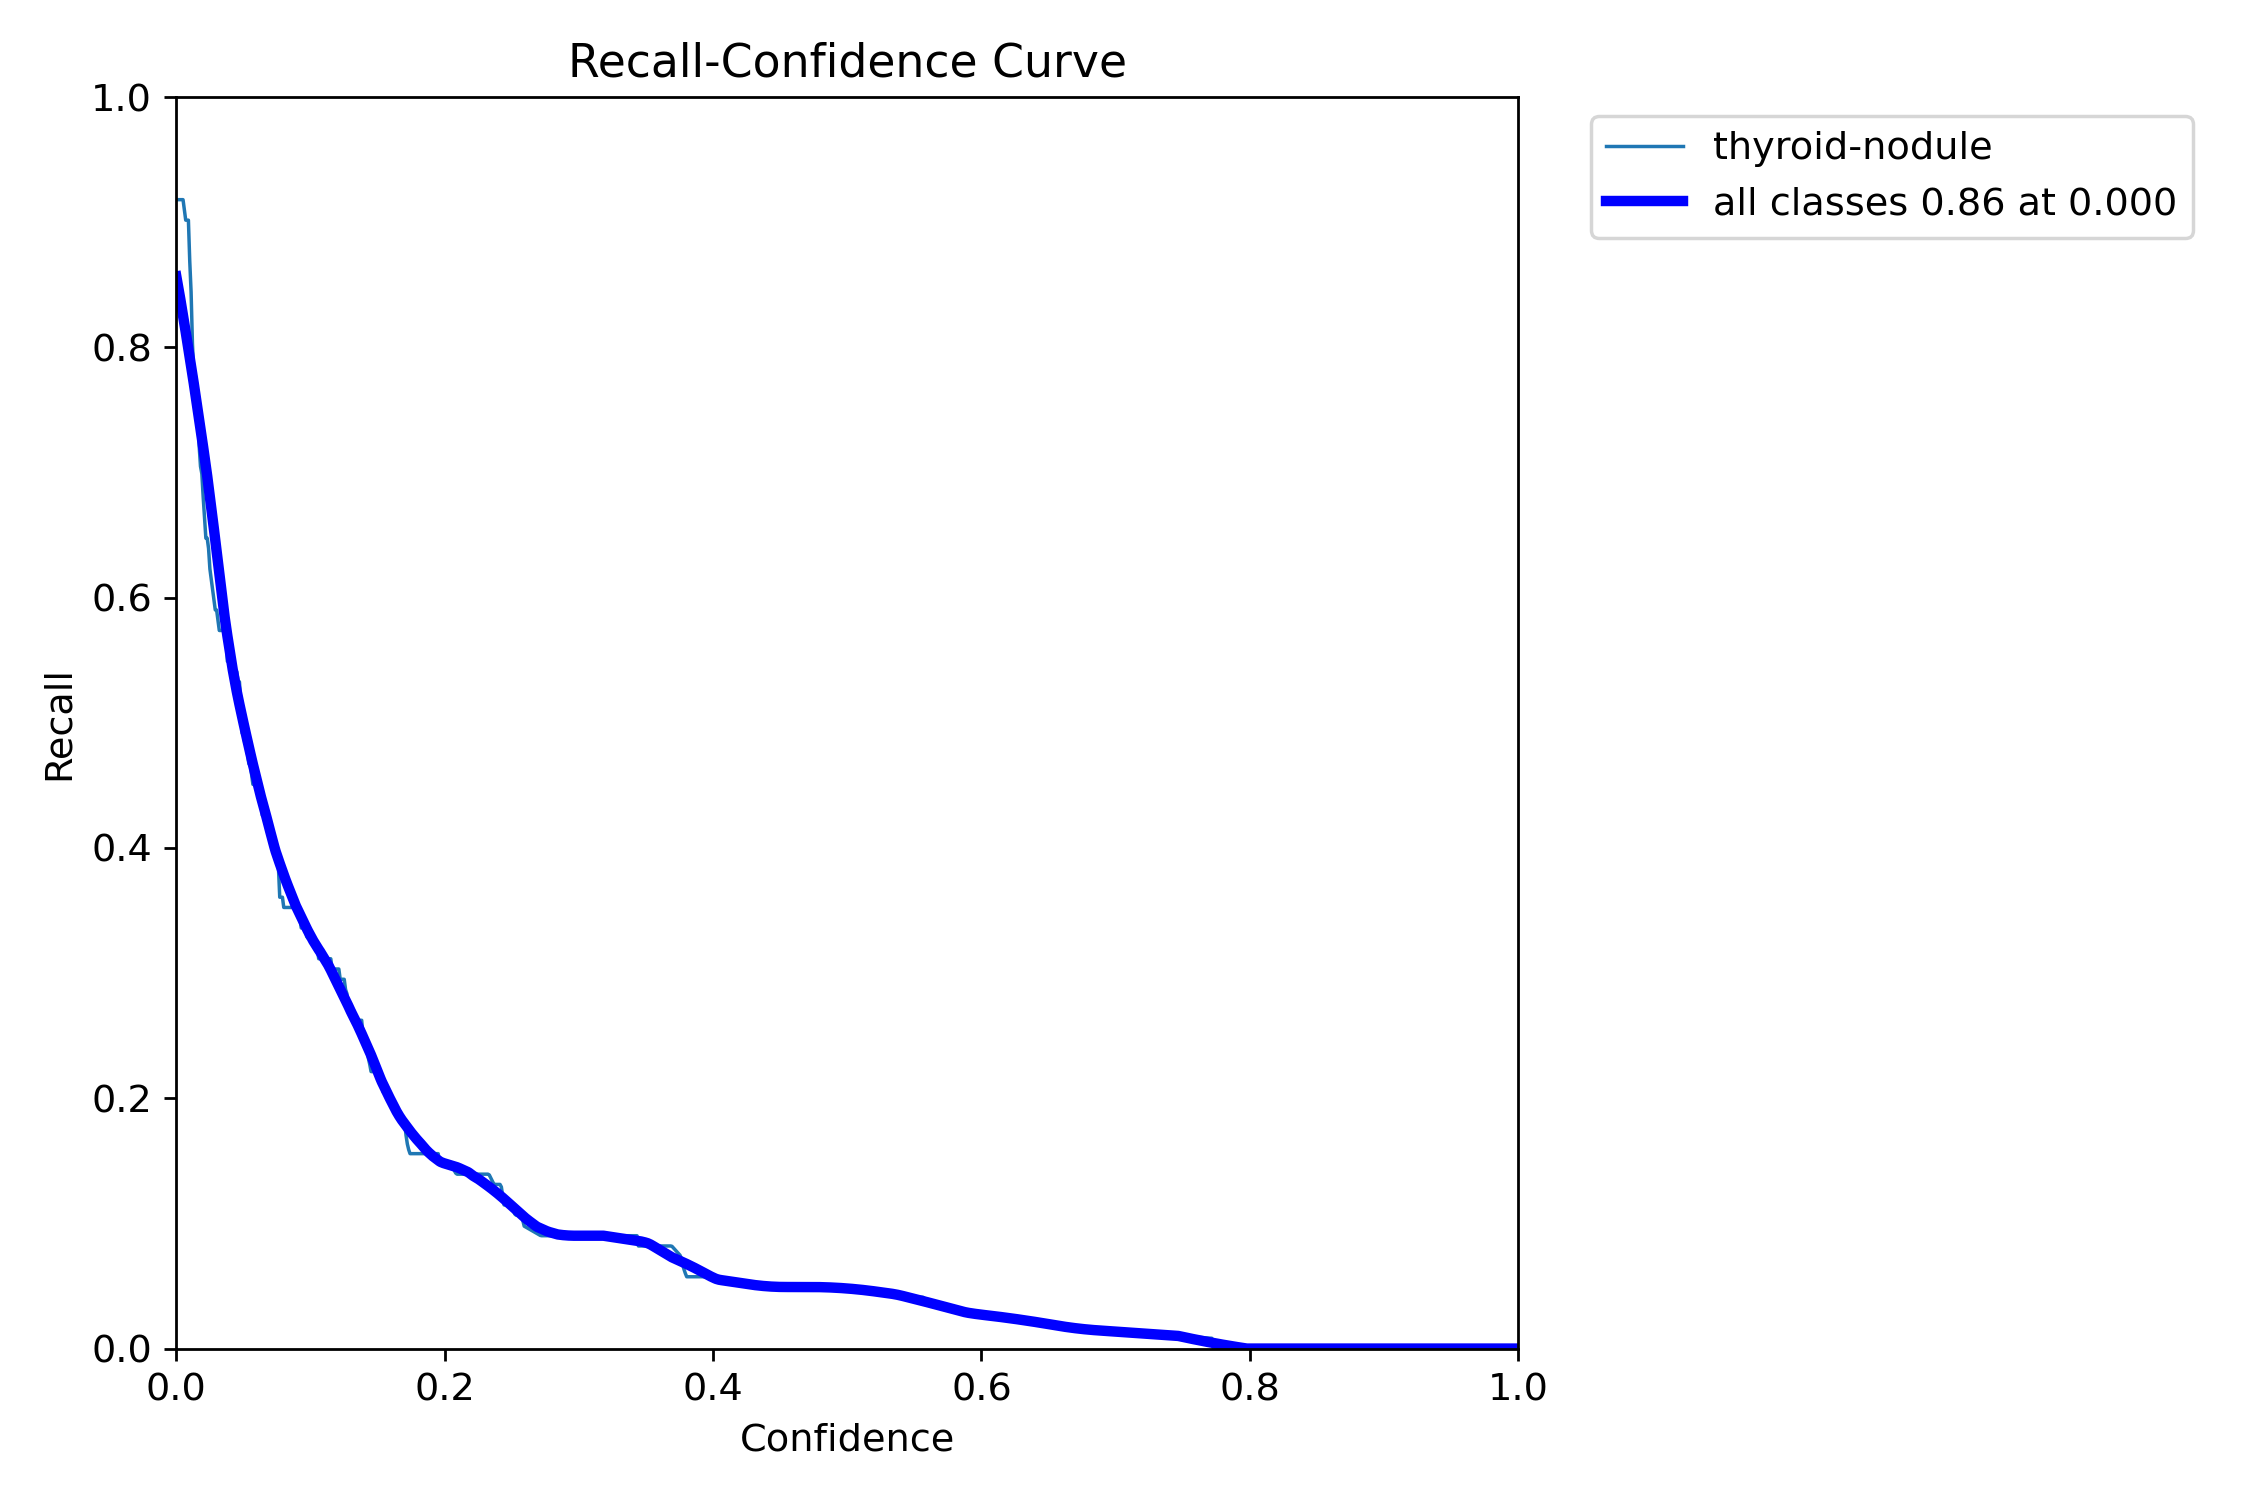 Recall-Confidence Curve
1.0
0.8
0.6
0.4
0.2
0.0
Recall
0.0 0.2 0.4 0.6 0.8 1.0
Confidence
thyroid-nodule
all classes 0.86 at 0.000